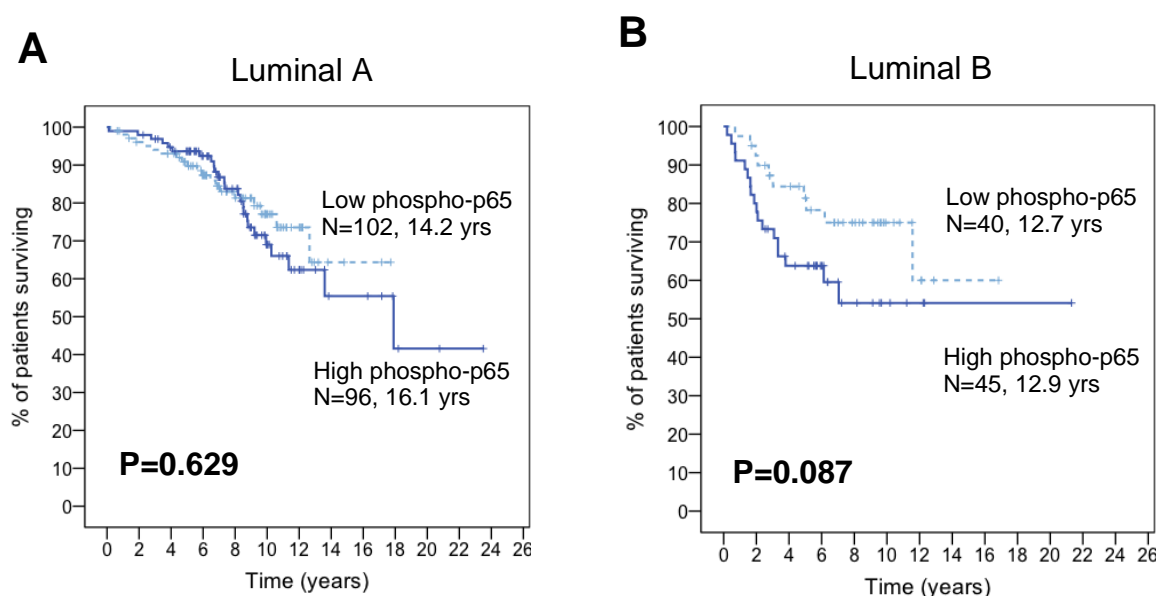 A
Luminal A
% of patients surviving
100
90
80
70
60
50
40
30
20
10
0
Low phospho-p65
N=102, 14.2 yrs
High phospho-p65
N=96, 16.1 yrs
P=0.629
0 2 4 6 8 10 12 14 16 18 20 22 24 26
Time (years)
B
Luminal B
% of patients surviving
100
90
80
70
60
50
40
30
20
10
0
Low phospho-p65
N=40, 12.7 yrs
High phospho-p65
N=45, 12.9 yrs
P=0.087
0 2 4 6 8 10 12 14 16 18 20 22 24 26
Time (years)